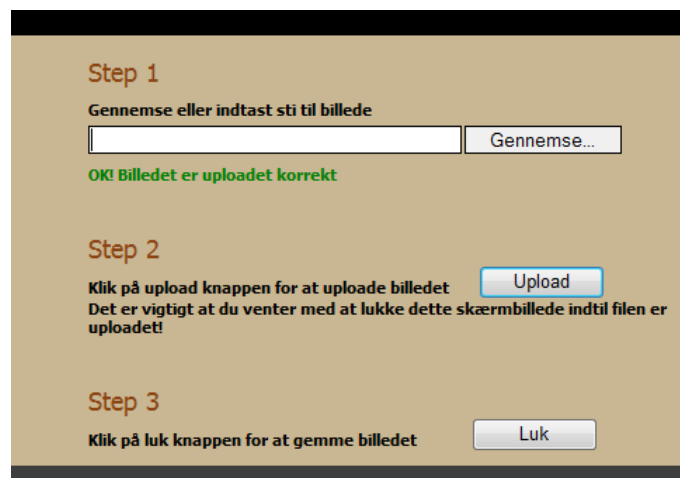 Step 1
Gennemse eller indtast sti til billede
Gennemse...
OK! Billedet er uploadet korrekt
Step 2
Klik på upload knappen for at uploade billedet
Upload
Det er vigtigt at du venter med at lukke dette skærmbillede indtil filen er
uploadet!
Step 3
Klik på luk knappen for at gemme billedet
Luk